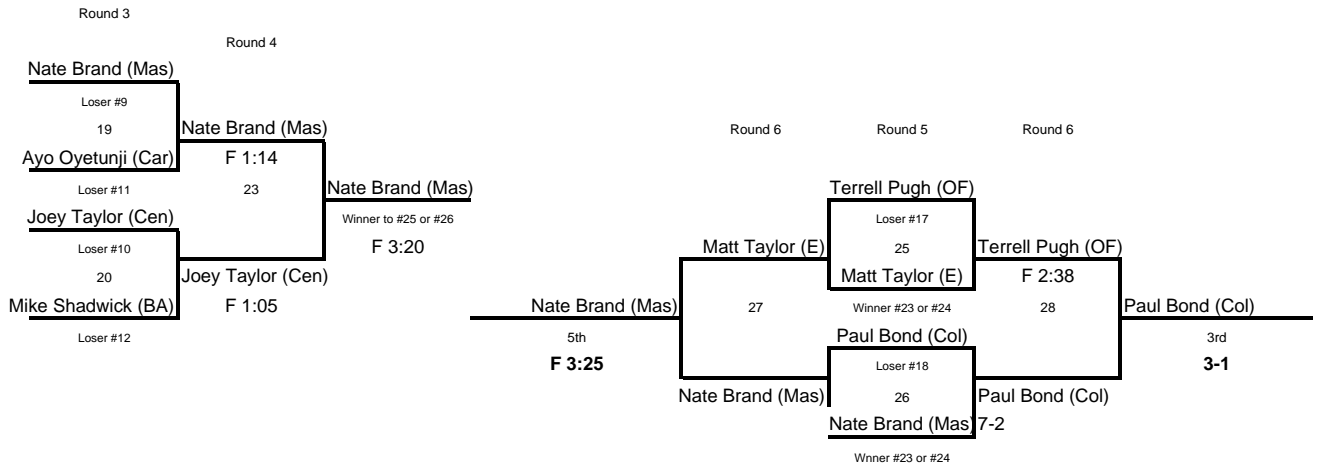 Round 3
Round 4
Nate Brand (Mas)
Loser #9
19
Nate Brand (Mas)
Ayo Oyetunji (Car)
F 1:14
Loser #11
23
Nate Brand (Mas)
Joey Taylor (Cen)
Winner to #25 or #26
Loser #10
F 3:20
20
Joey Taylor (Cen)
Mike Shadwick (BA)
F 1:05
Loser #12
Round 6
Round 5
Round 6
Terrell Pugh (OF)
Loser #17
Matt Taylor (E)
25
Terrell Pugh (OF)
Matt Taylor (E)
F 2:38
Nate Brand (Mas)
27
Winner #23 or #24
28
Paul Bond (Col)
5th
Paul Bond (Col)
3rd
F 3:25
Loser #18
3-1
Nate Brand (Mas)
26
Paul Bond (Col)
Nate Brand (Mas)
7-2
Wnner #23 or #24